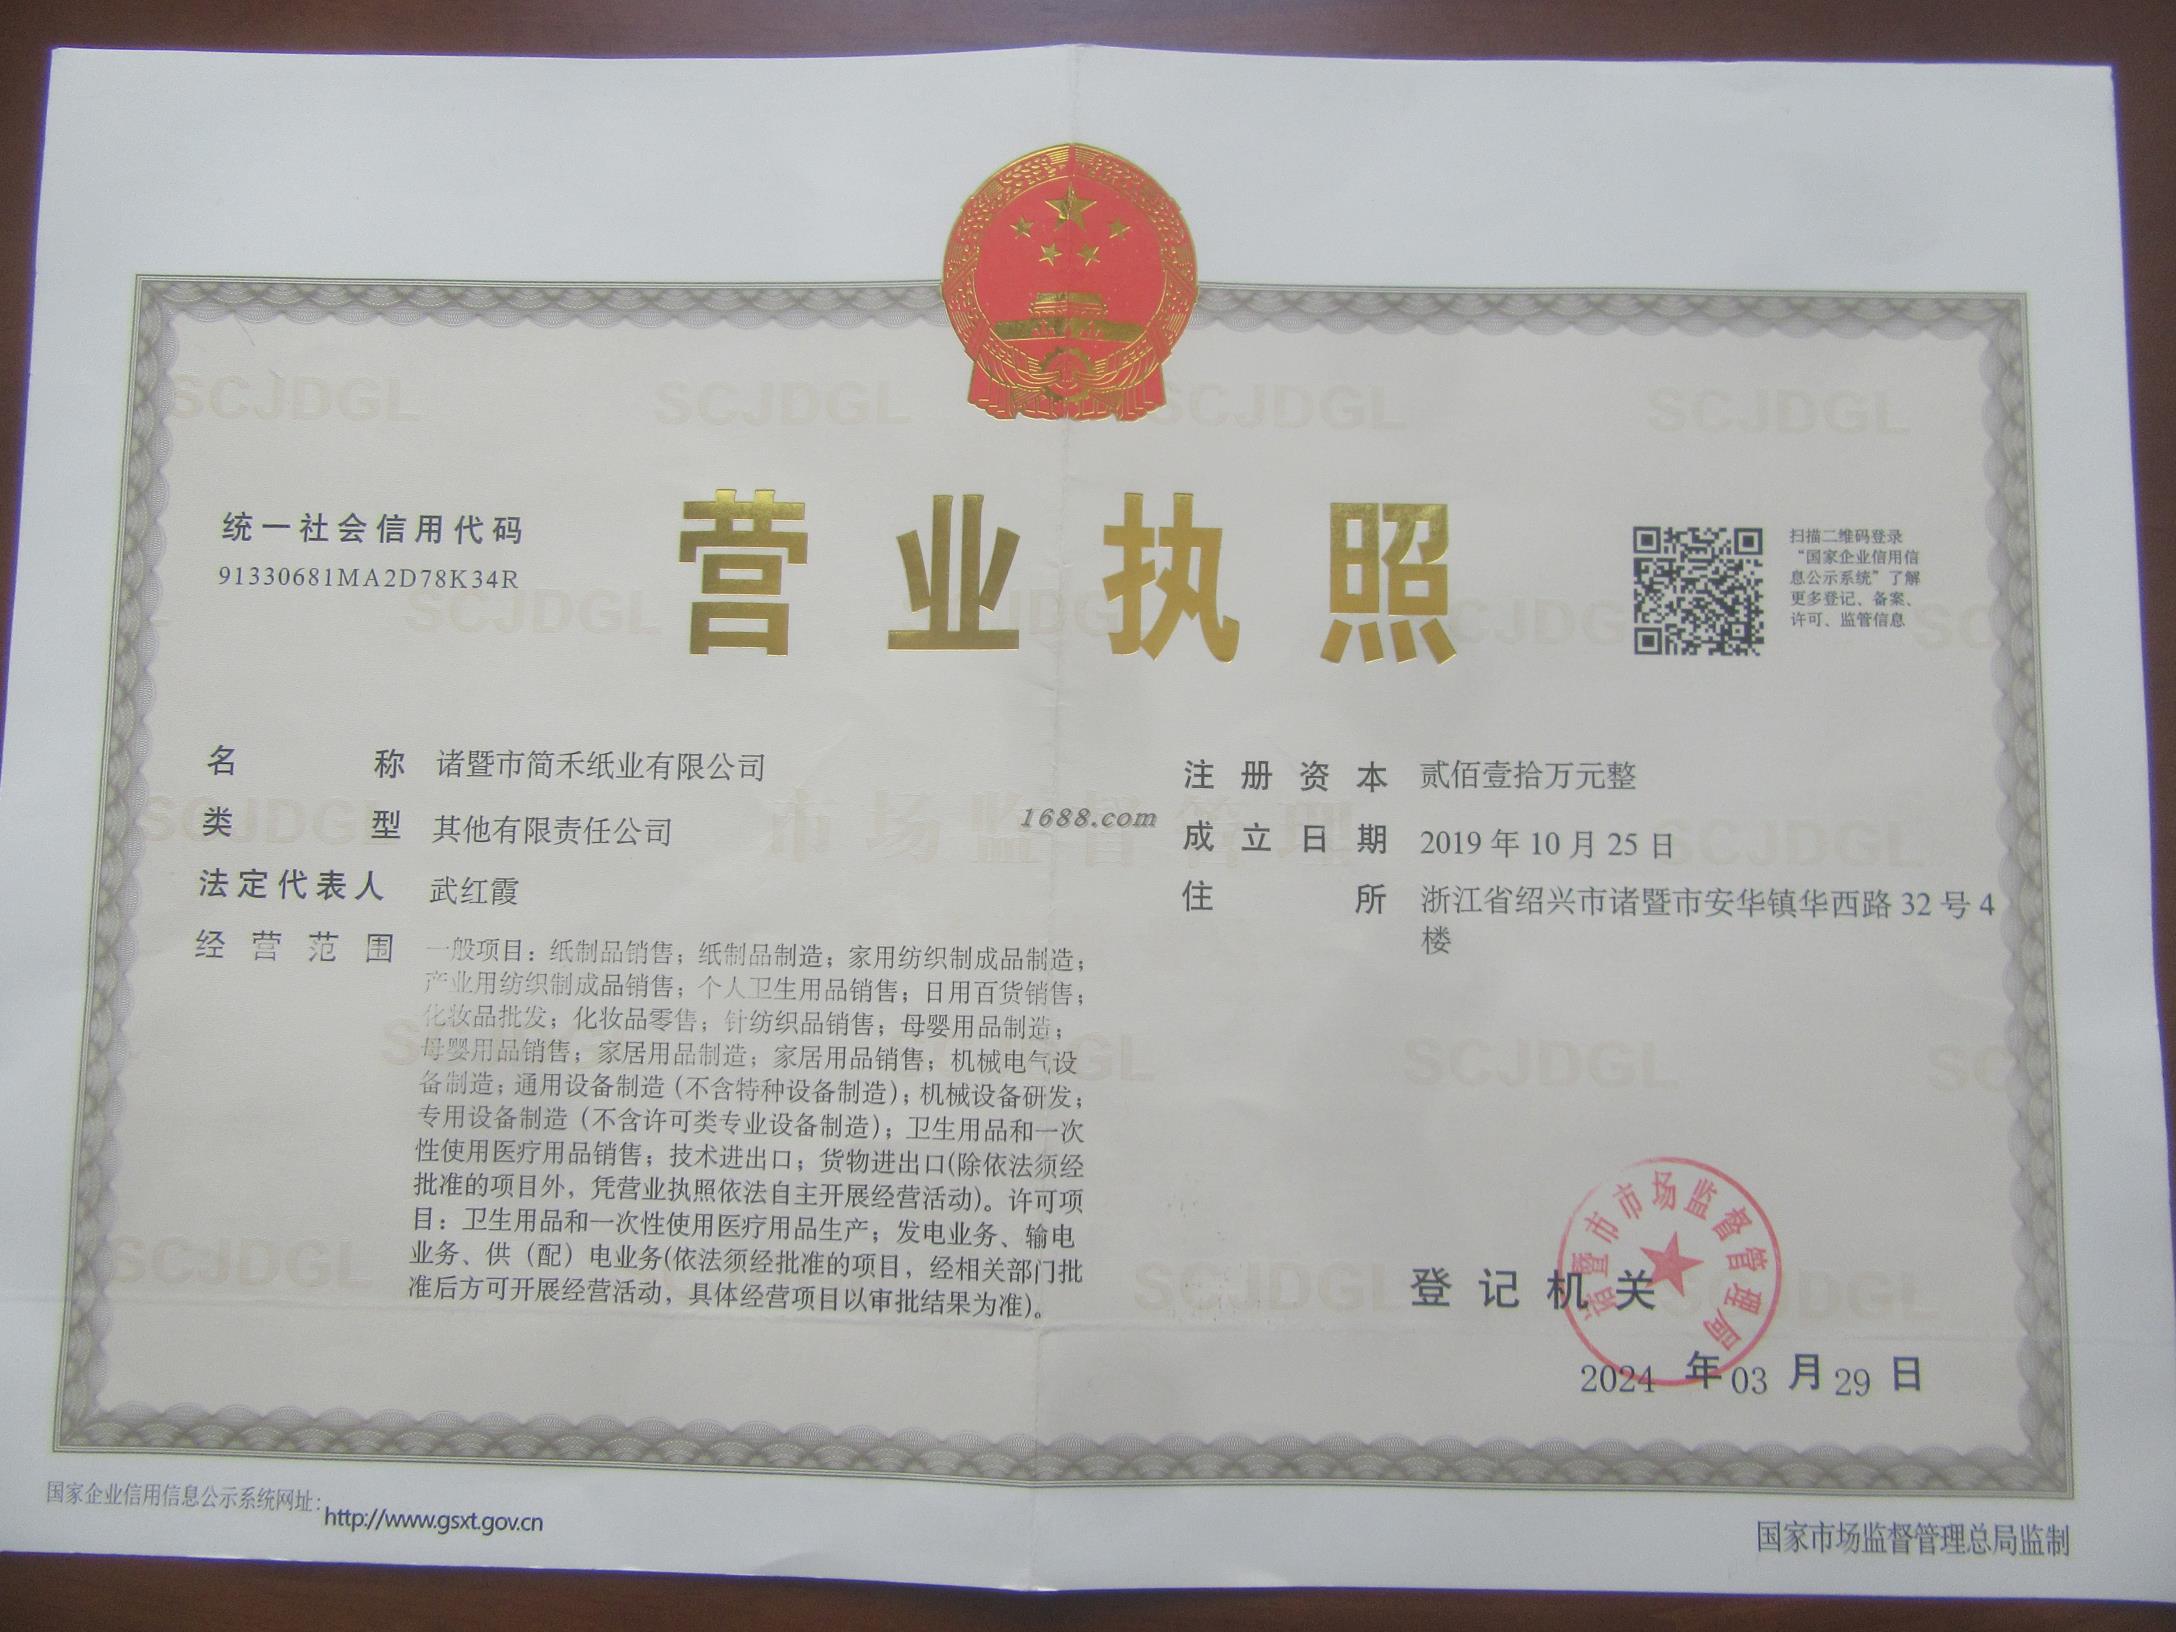 营业执照
统一社会信用代码
91330681MA2D78K34R
扫描二维码登录
“国家企业信用信
息公示系统”了解
更多登记、备案、
许可、监管信息
名称 诸暨市简禾纸业有限公司
类型 其他有限责任公司
法定代表人 武红霞
经营范围 一般项目：纸制品销售；纸制品制造；家用纺织制成品制造；
产业用纺织制成品销售；个人卫生用品销售；日用百货销售；
化妆品批发；化妆品零售；针纺织品销售；母婴用品制造；
母婴用品销售；家居用品制造；家居用品销售；机械电气设
备制造；通用设备制造（不含特种设备制造）；机械设备研发；
专用设备制造（不含许可类专业设备制造）；卫生用品和一次
性使用医疗用品销售；技术进出口；货物进出口(除依法须经
批准的项目外，凭营业执照依法自主开展经营活动)。许可项
目：卫生用品和一次性使用医疗用品生产；发电业务、输电
业务、供（配）电业务(依法须经批准的项目，经相关部门批
准后方可开展经营活动，具体经营项目以审批结果为准)。
注册资本 贰佰壹拾万元整
成立日期 2019 年 10 月 25 日
住所 浙江省绍兴市诸暨市安华镇华西路 32 号 4
楼
1688.com
市场监督管理
SCJDGL
登记机关
诸暨市市场监督管理局
2024 年 03 月 29 日
国家企业信用信息公示系统网址：http://www.gsxt.gov.cn
国家市场监督管理总局监制